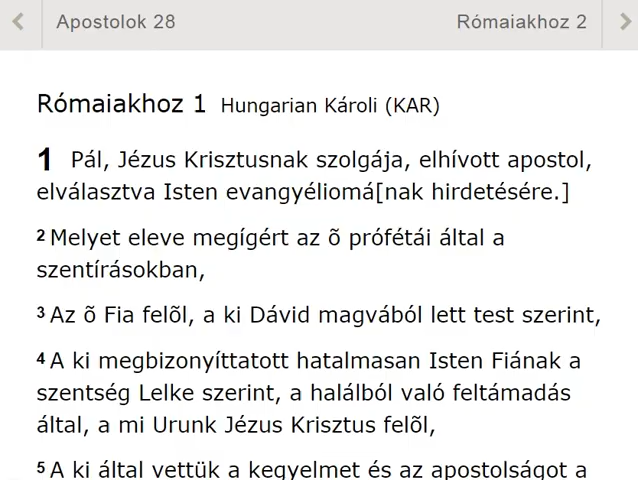 Apostolok 28
Rómaiakhoz 2
Rómaiakhoz 1 Hungarian Károli (KAR)
1 Pál, Jézus Krisztusnak szolgája, elhívott apostol,
elválasztva Isten evangyéliomá[nak hirdetésére.]
2 Melyet eleve megígért az õ prófétái által a
szentírásokban,
3 Az õ Fia felõl, a ki Dávid magvából lett test szerint,
4 A ki megbizonyíttatott hatalmasan Isten Fiának a
szentség Lelke szerint, a halálból való feltámadás
által, a mi Urunk Jézus Krisztus felõl,
5 A ki által vettük a kegyelmet és az apostolságot a